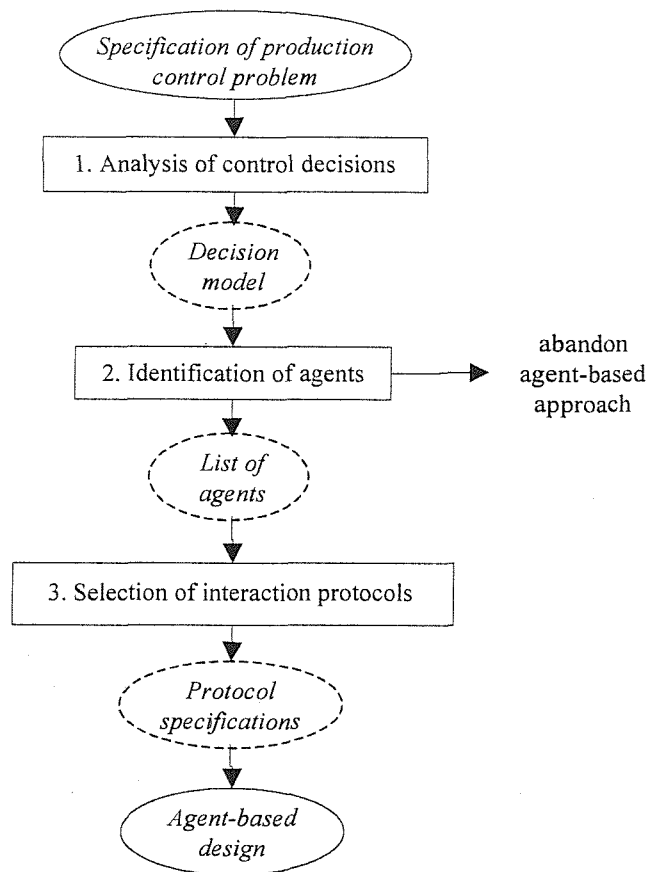 Specification of production
control problem
1. Analysis of control decisions
Decision
model
2. Identification of agents
abandon
agent-based
approach
List of
agents
3. Selection of interaction protocols
Protocol
specifications
Agent-based
design